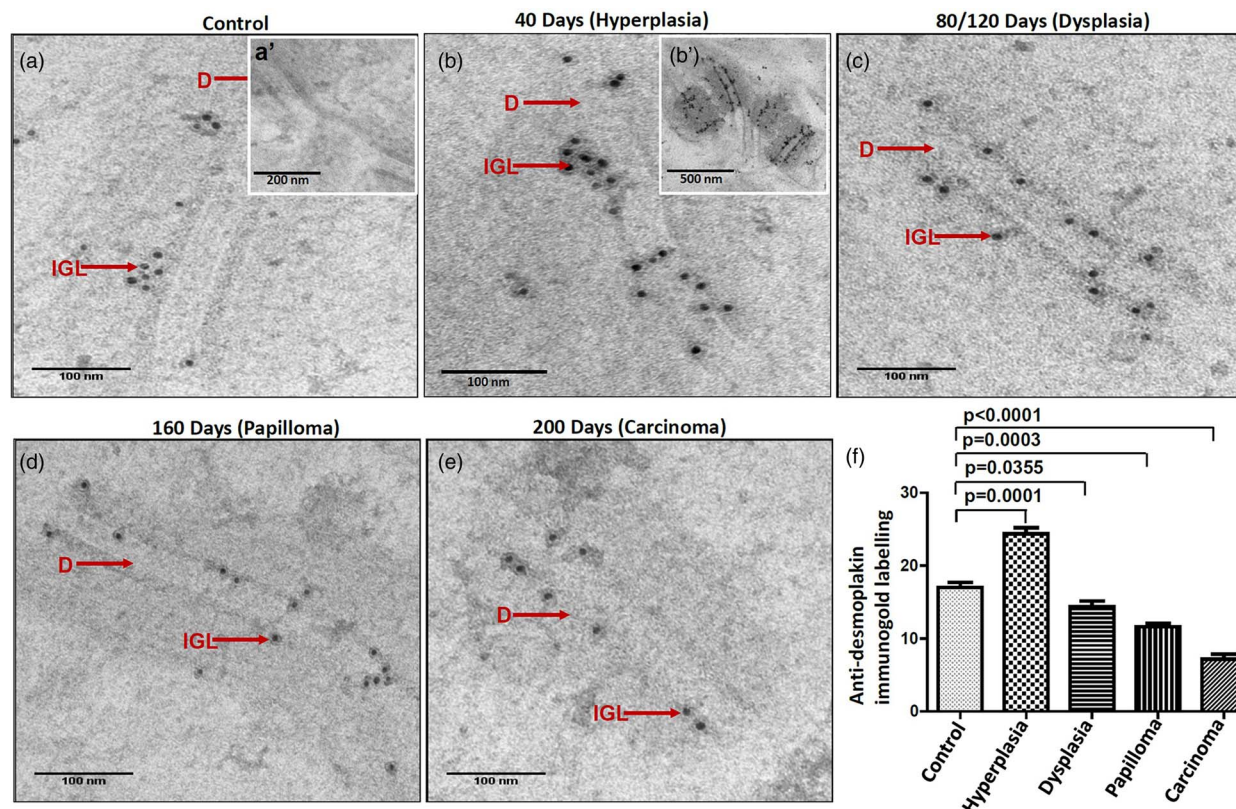 Control
40 Days (Hyperplasia)
80/120 Days (Dysplasia)
(a)
a'
D
200 nm
IGL
100 nm
(b)
(b')
D
IGL
500 nm
100 nm
(c)
D
IGL
100 nm
160 Days (Papilloma)
200 Days (Carcinoma)
(d)
D
IGL
100 nm
(e)
D
IGL
100 nm
(f)
p<0.0001
p=0.0003
p=0.0355
p=0.0001
30
20
10
0
Anti-desmoplakin
immunogold labelling
Control
Hyperplasia
Dysplasia
Papilloma
Carcinoma